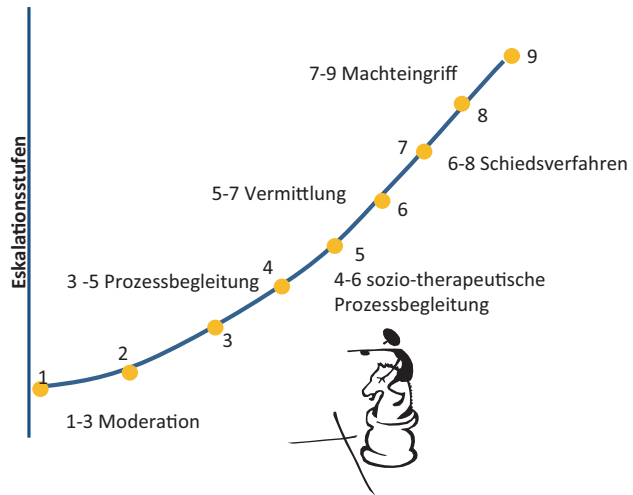 9
7-9 Machteingriff
8
7
6-8 Schiedsverfahren
5-7 Vermittlung
6
5
4
3 -5 Prozessbegleitung
4-6 sozio-therapeutische
Prozessbegleitung
3
2
1
1-3 Moderation
Eskalationsstufen